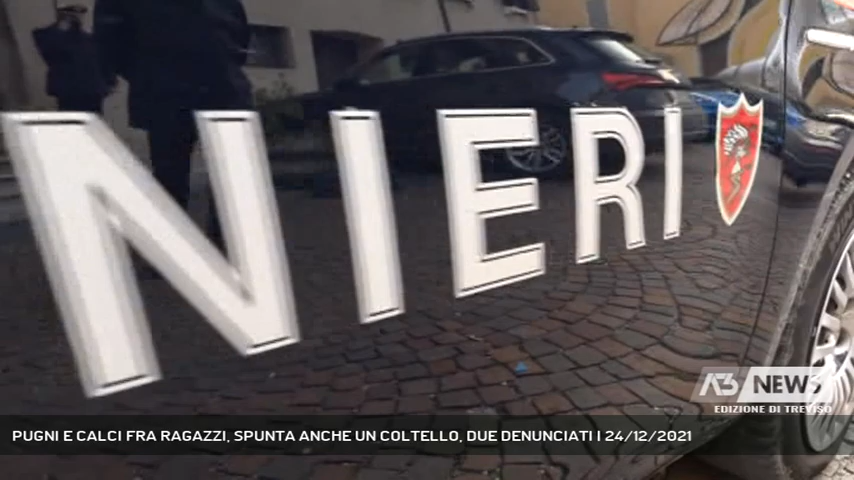 NIERI
A3 NEWS
EDIZIONE DI TREVISO
PUGNI E CALCI FRA RAGAZZI, SPUNTA ANCHE UN COLTELLO, DUE DENUNCIATI | 24/12/2021